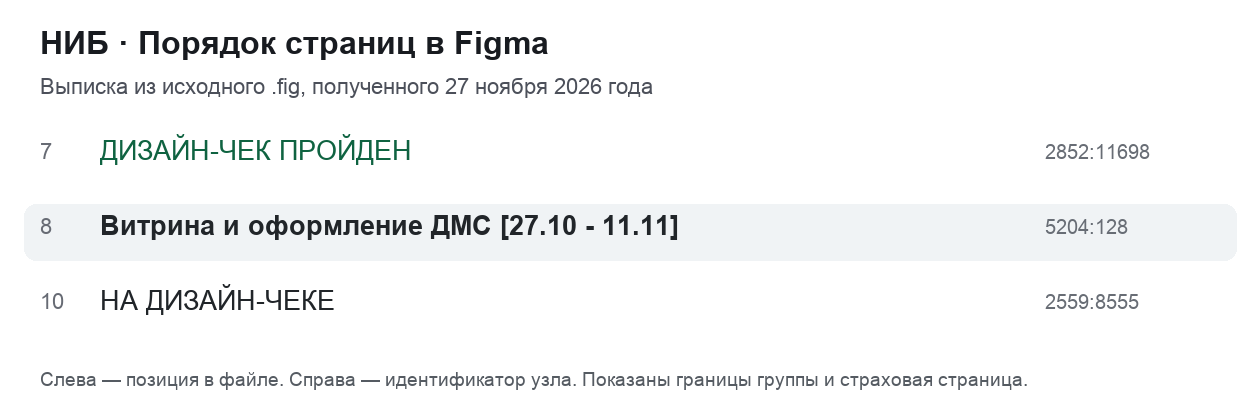 НИБ · Порядок страниц в Figma
Выписка из исходного .fig, полученного 27 ноября 2026 года
7 ДИЗАЙН-ЧЕК ПРОЙДЕН 2852:11698
8 Витрина и оформление ДМС [27.10 - 11.11] 5204:128
10 НА ДИЗАЙН-ЧЕКЕ 2559:8555
Слева — позиция в файле. Справа — идентификатор узла. Показаны границы группы и страховая страница.